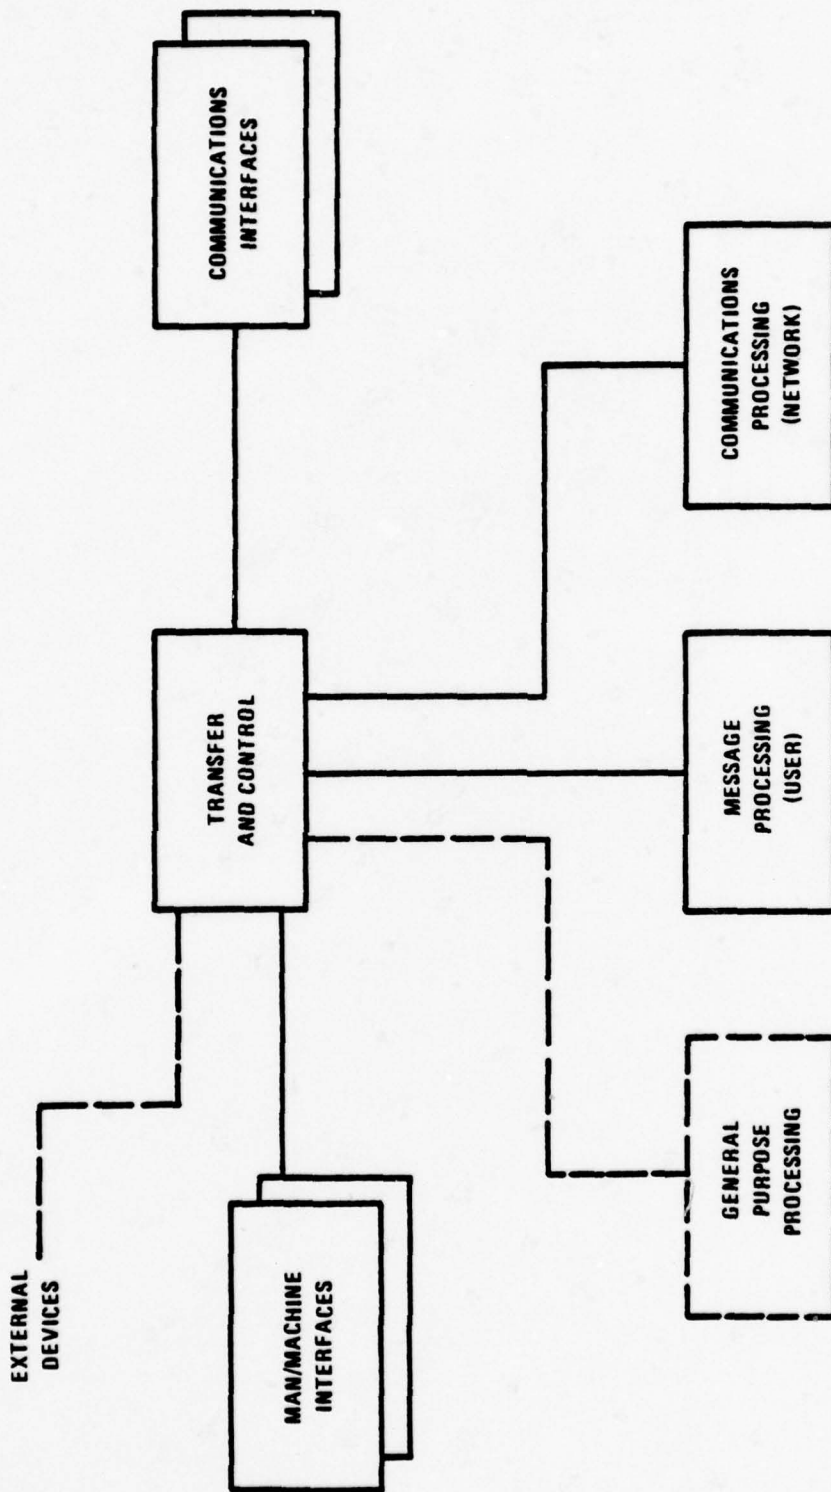 EXTERNAL
DEVICES
MAN/MACHINE
INTERFACES
TRANSFER
AND CONTROL
COMMUNICATIONS
INTERFACES
GENERAL
PURPOSE
PROCESSING
MESSAGE
PROCESSING
(USER)
COMMUNICATIONS
PROCESSING
(NETWORK)